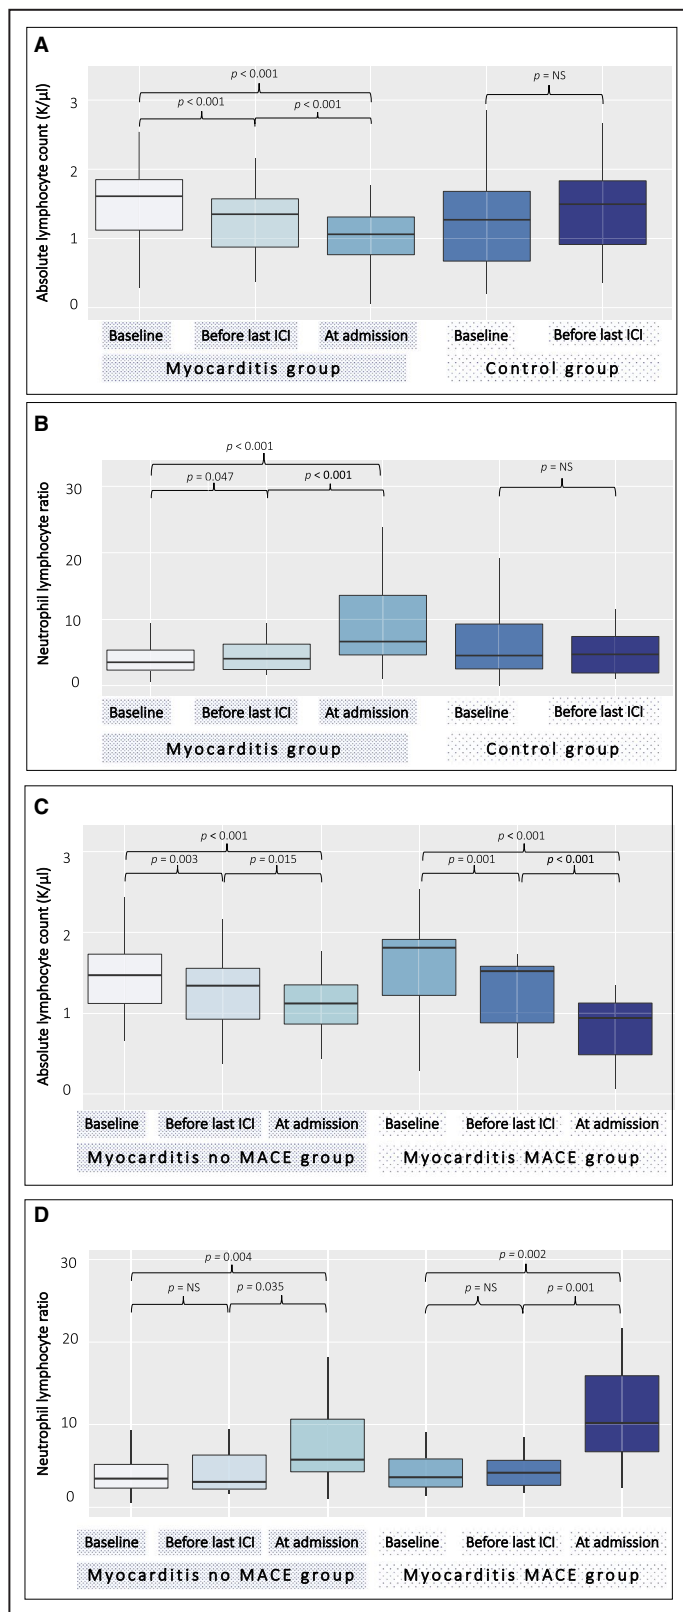 A
p < 0.001
p = NS
p < 0.001
p < 0.001
Absolute lymphocyte count (K/µl)
3
2
1
0
Baseline
Before last ICI
At admission
Baseline
Before last ICI
Myocarditis group
Control group
B
p < 0.001
p = NS
p = 0.047
p < 0.001
Neutrophil lymphocyte ratio
30
20
10
0
Baseline
Before last ICI
At admission
Baseline
Before last ICI
Myocarditis group
Control group
C
p < 0.001
p < 0.001
p = 0.003
p = 0.015
p = 0.001
p < 0.001
Absolute lymphocyte count (K/µl)
3
2
1
0
Baseline
Before last ICI
At admission
Baseline
Before last ICI
At admission
Myocarditis no MACE group
Myocarditis MACE group
D
p = 0.004
p = 0.002
p = NS
p = 0.035
p = NS
p = 0.001
Neutrophil lymphocyte ratio
30
20
10
0
Baseline
Before last ICI
At admission
Baseline
Before last ICI
At admission
Myocarditis no MACE group
Myocarditis MACE group